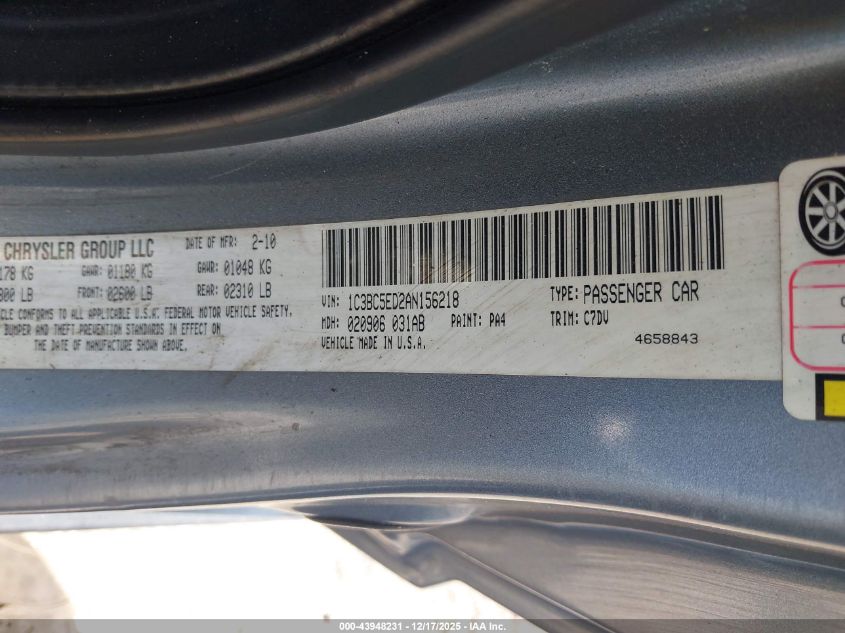 CHRYSLER GROUP LLC DATE OF MFR: 2-10
178 KG GAWR: 01180 KG GAWR: 01048 KG
00 LB FRONT: 02600 LB REAR: 02310 LB
CONFORMS TO ALL APPLICABLE U.S.A. FEDERAL MOTOR VEHICLE SAFETY,
BUMPER AND THEFT PREVENTION STANDARDS IN EFFECT ON
THE DATE OF MANUFACTURE SHOWN ABOVE.
VIN: 1C3BC5ED2AN156218 TYPE: PASSENGER CAR
MDH: 020906 031AB PAINT: PA4 TRIM: C7DV
VEHICLE MADE IN U.S.A. 4658843
000-43948231 | 12/17/2025 - IAA Inc.